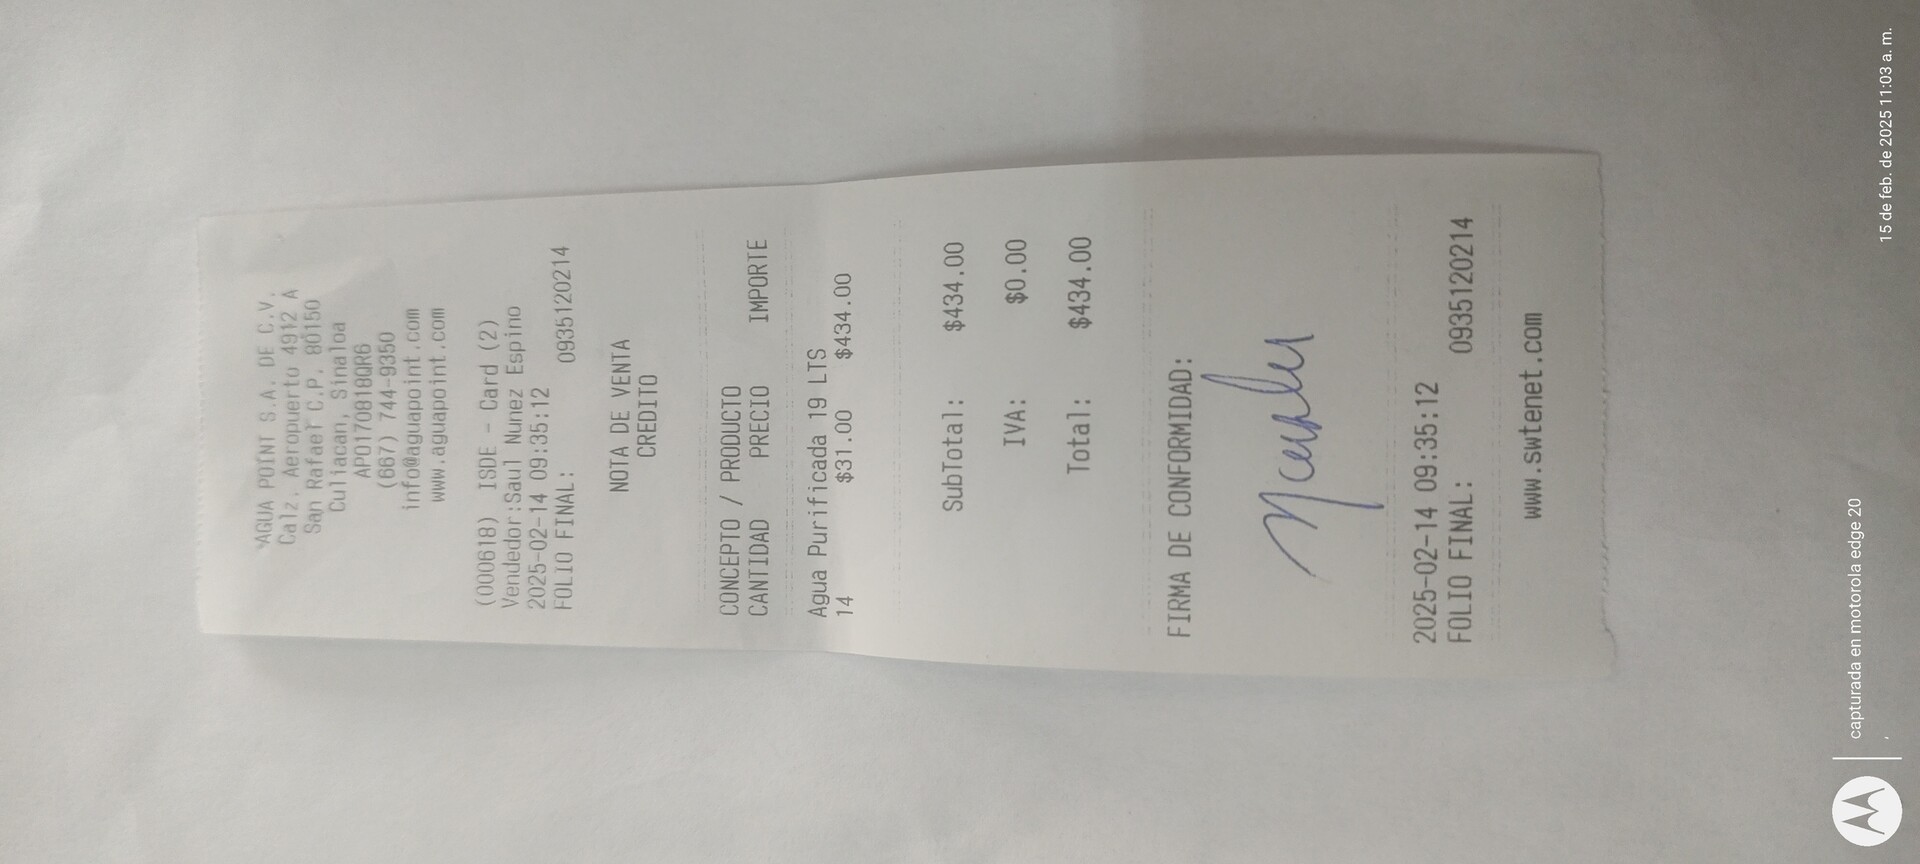 *AGUA POINT S.A. DE C.V.
Calz. Aeropuerto 4912 A
San Rafael C.P. 80150
Culiacan, Sinaloa
APO170818QR6
(667) 744-9350
info@aguapoint.com
www.aguapoint.com
(000618) ISDE - Card (2)
Vendedor:Saul Nunez Espino
2025-02-14 09:35:12
FOLIO FINAL: 0935120214
NOTA DE VENTA
CREDITO
CONCEPTO / PRODUCTO
CANTIDAD PRECIO IMPORTE
Agua Purificada 19 LTS
14 $31.00 $434.00
SubTotal: $434.00
IVA: $0.00
Total: $434.00
FIRMA DE CONFORMIDAD:
2025-02-14 09:35:12
FOLIO FINAL: 0935120214
www.swtenet.com
capturada en motorola edge 20
,
15 de feb. de 2025 11:03 a. m.